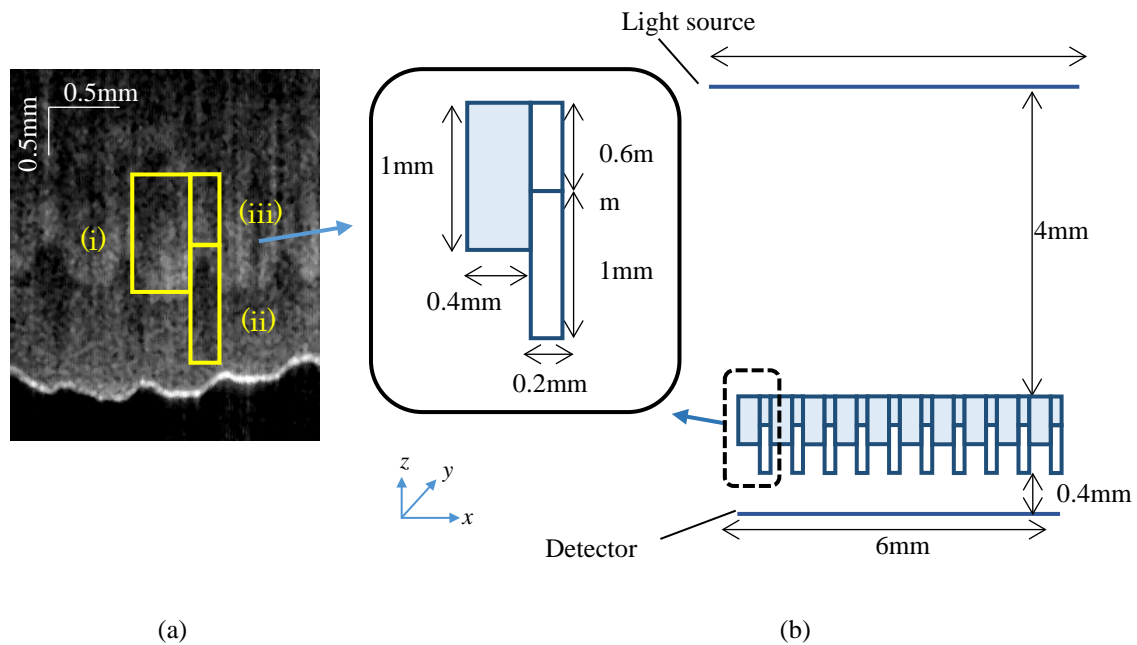 Light source
0.5mm
0.5mm
(i)
(iii)
(ii)
1mm
0.6m
m
1mm
0.4mm
0.2mm
4mm
0.4mm
z
y
x
Detector
6mm
(a)
(b)